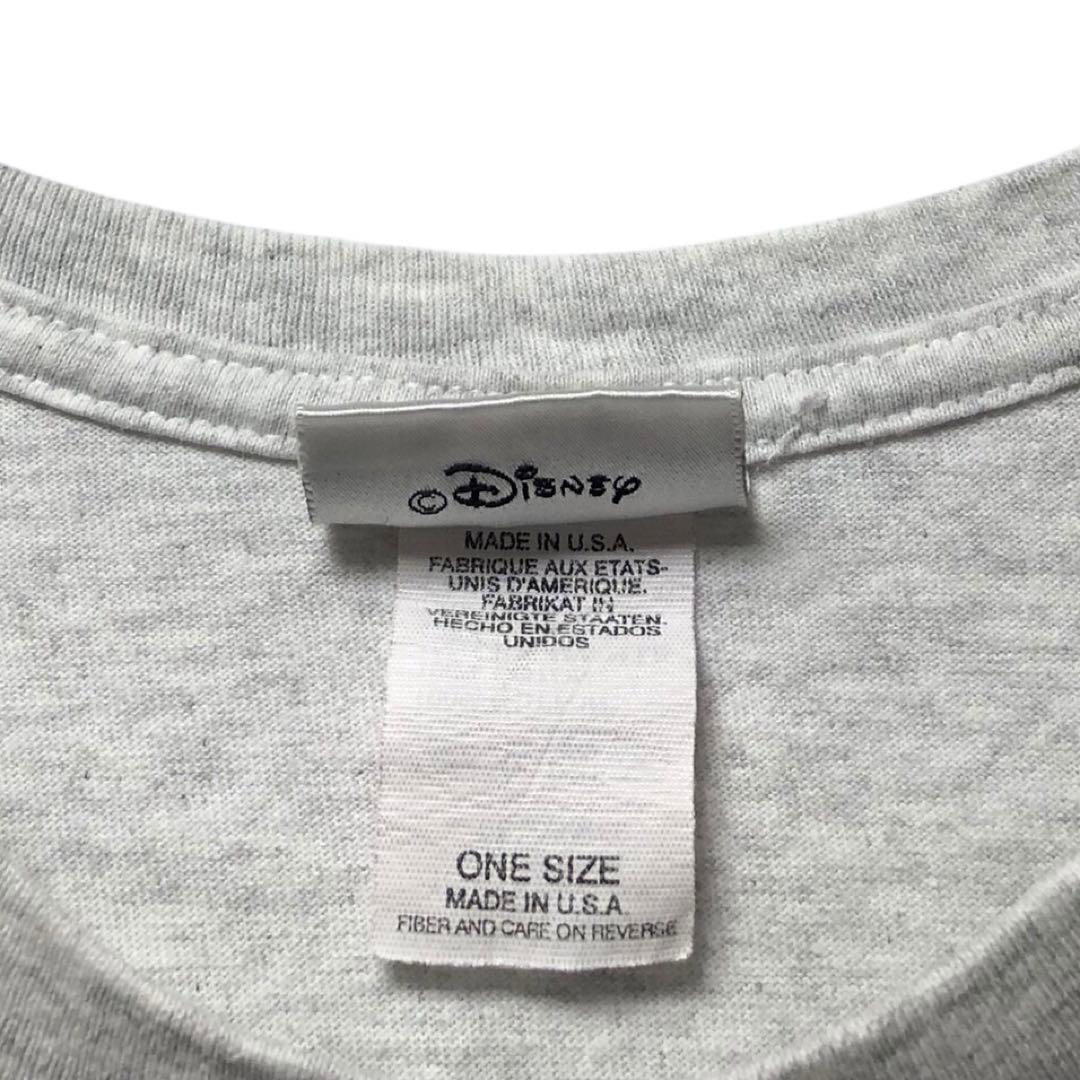 © Disney
MADE IN U.S.A.
FABRIQUE AUX ETATS-
UNIS D'AMERIQUE.
FABRIKAT IN
VEREINIGTE STAATEN.
HECHO EN ESTADOS
UNIDOS
ONE SIZE
MADE IN U.S.A
FIBER AND CARE ON REVERSE